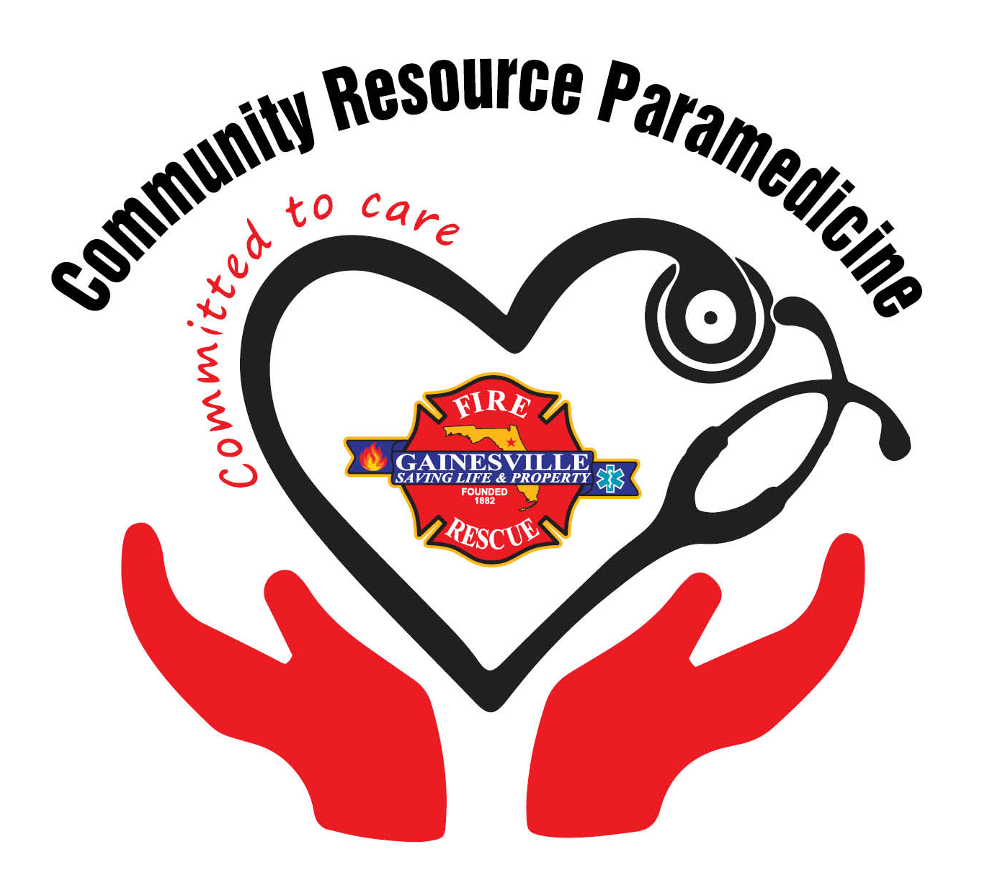 Community Resource Paramedicine
Committed to care
FIRE
GAINESVILLE
SAVING LIFE & PROPERTY
FOUNDED
1882
RESCUE